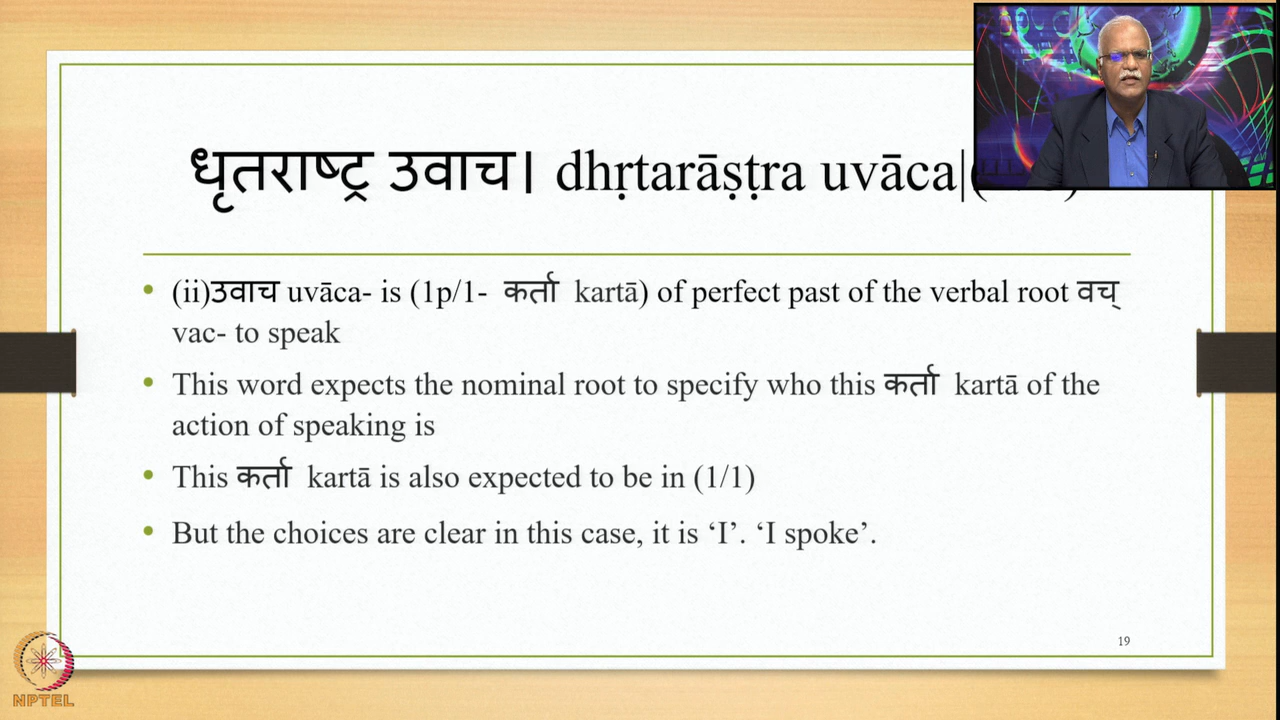 धृतराष्ट्र उवाच। dhṛtarāṣṭra uvāca|(
• (ii)उवाच uvāca- is (1p/1- कर्ता kartā) of perfect past of the verbal root वच्
vac- to speak
• This word expects the nominal root to specify who this कर्ता kartā of the
action of speaking is
• This कर्ता kartā is also expected to be in (1/1)
• But the choices are clear in this case, it is ‘I’. ‘I spoke’.
19
NPTEL